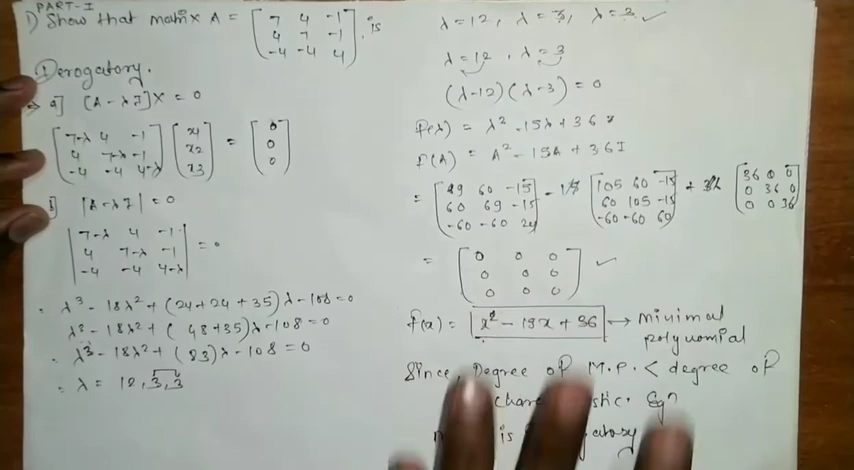 PART-I
1) Show that matrix A = [7 4 -1
4 7 -1
-4 -4 4], is
Derogatory.
⇒ a] [A - λI]X = 0
[7-λ 4 -1
4 7-λ -1
-4 -4 4-λ] [x1
x2
x3] = [0
0
0]
b] |A - λI| = 0
|7-λ 4 -1
4 7-λ -1
-4 -4 4-λ| = 0
λ³ - 18λ² + (24+24+35)λ - 108 = 0
λ³ - 18λ² + (48+35)λ - 108 = 0
λ³ - 18λ² + (83)λ - 108 = 0
λ = 12, 3, 3
λ = 12, λ = 3, λ = 3 ✓
λ = 12, λ = 3
(λ-12)(λ-3) = 0
f(λ) = λ² - 15λ + 36
f(A) = A² - 15A + 36I
= [69 60 -15
60 69 -15
-60 -60 24] - [105 60 -15
60 105 -15
-60 -60 60] + [36 0 0
0 36 0
0 0 36]
= [0 0 0
0 0 0
0 0 0] ✓
f(x) = x² - 15x + 36 → minimal
polynomial
Since, Degree of M.P. < degree of
Eqn
is